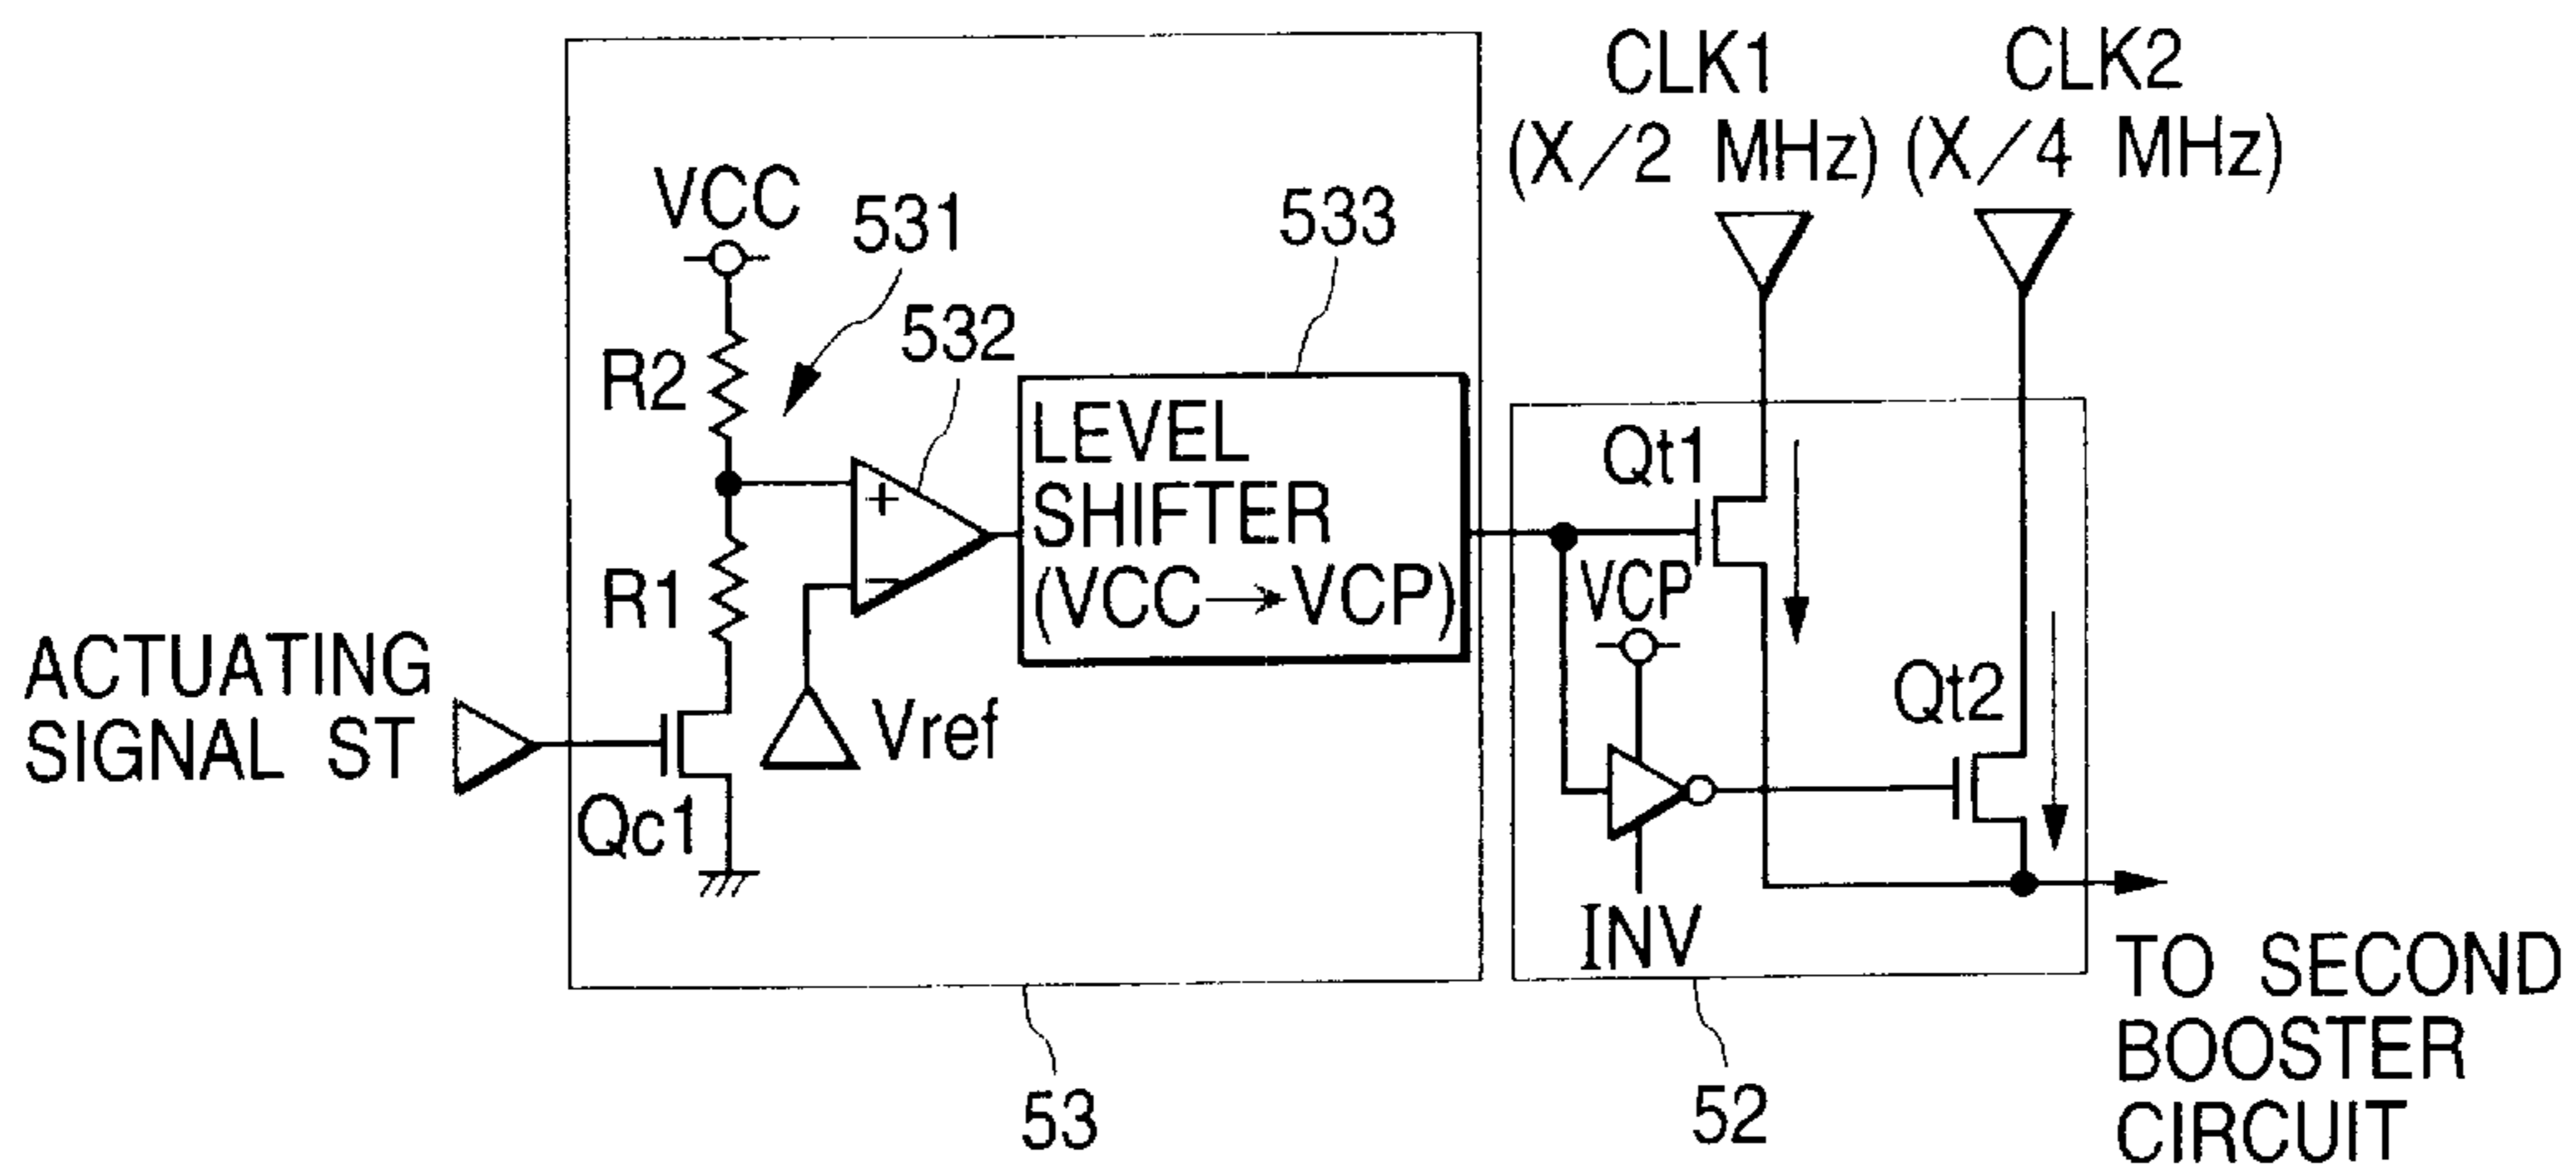 CLK1
(X/2 MHz)
CLK2
(X/4 MHz)
VCC
531
533
532
R2
LEVEL
SHIFTER
(VCC→VCP)
+
−
R1
Qt1
VCP
ACTUATING
SIGNAL ST
Vref
Qt2
Qc1
INV
TO SECOND
BOOSTER
CIRCUIT
53
52